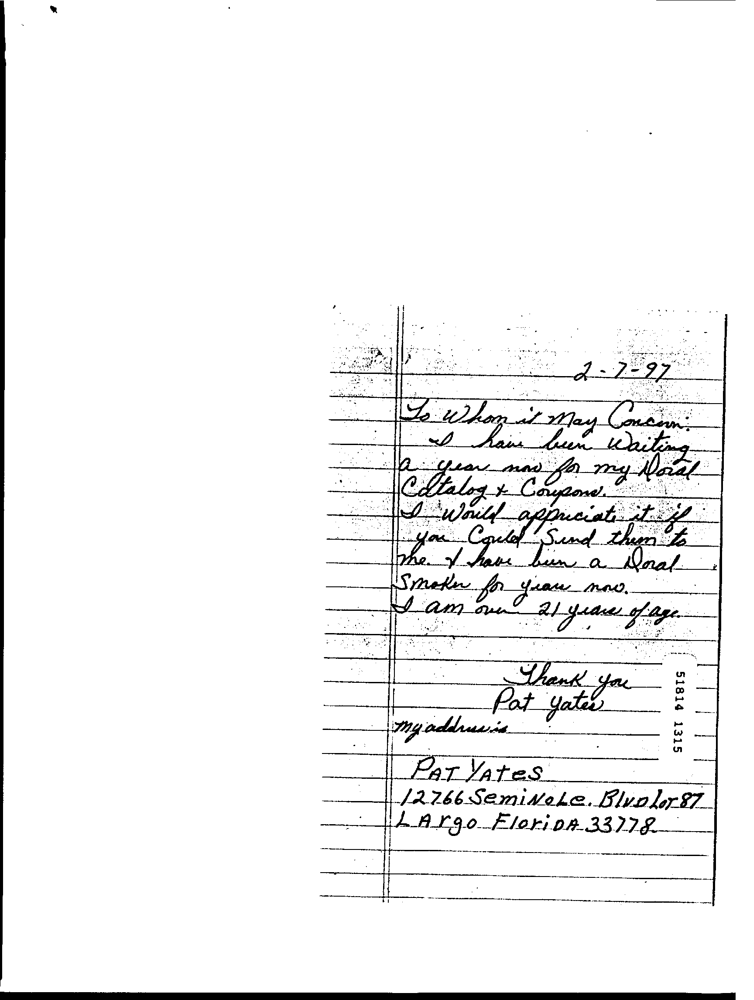 2-7-97
To Whom it May Concern:
I have been Waiting
a year now for my Doral
Catalog & Coupons.
I Would appriciate it if
you Could Send them to
me. I have been a Doral
Smoker for years now.
I am over 21 years of age.
Thank you
Pat Yates
My address is
PAT YAtes
12766 SemiNoLe. Blvd Lot 87
LArgo FloriDA 33778
51814 1315